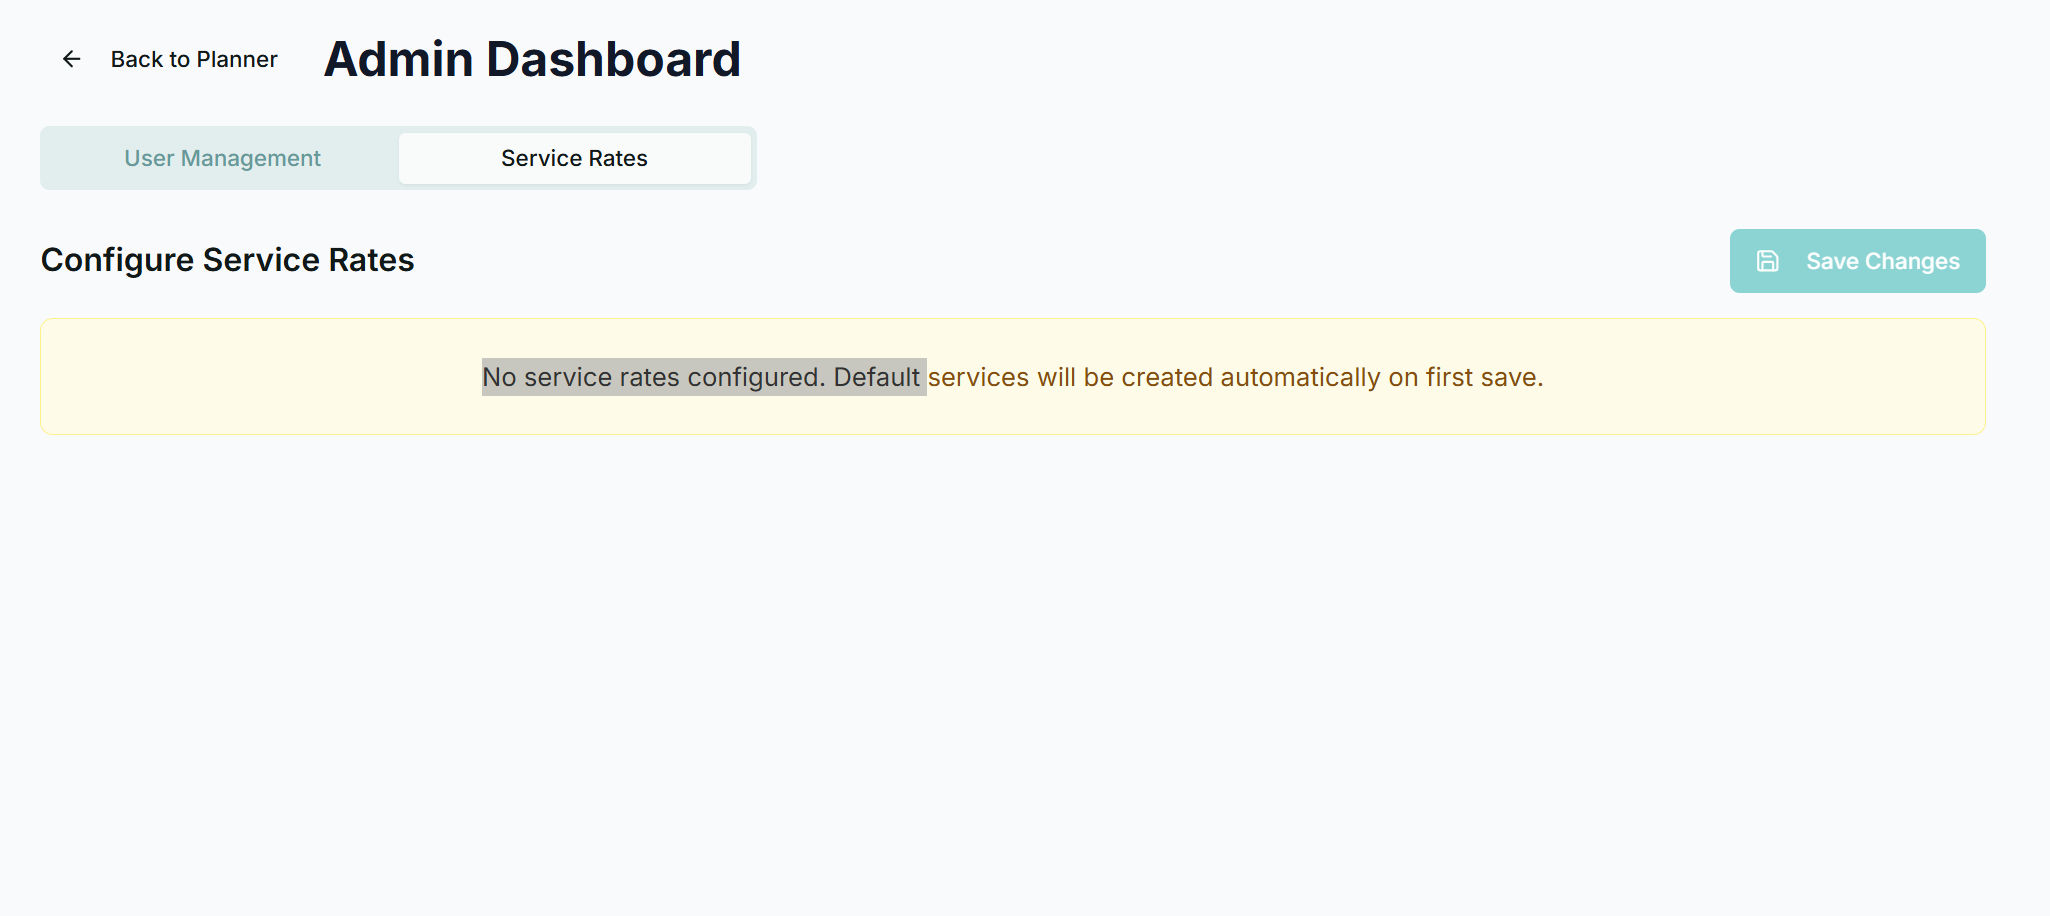 Back to Planner
Admin Dashboard
User Management
Service Rates
Configure Service Rates
Save Changes
No service rates configured. Default services will be created automatically on first save.